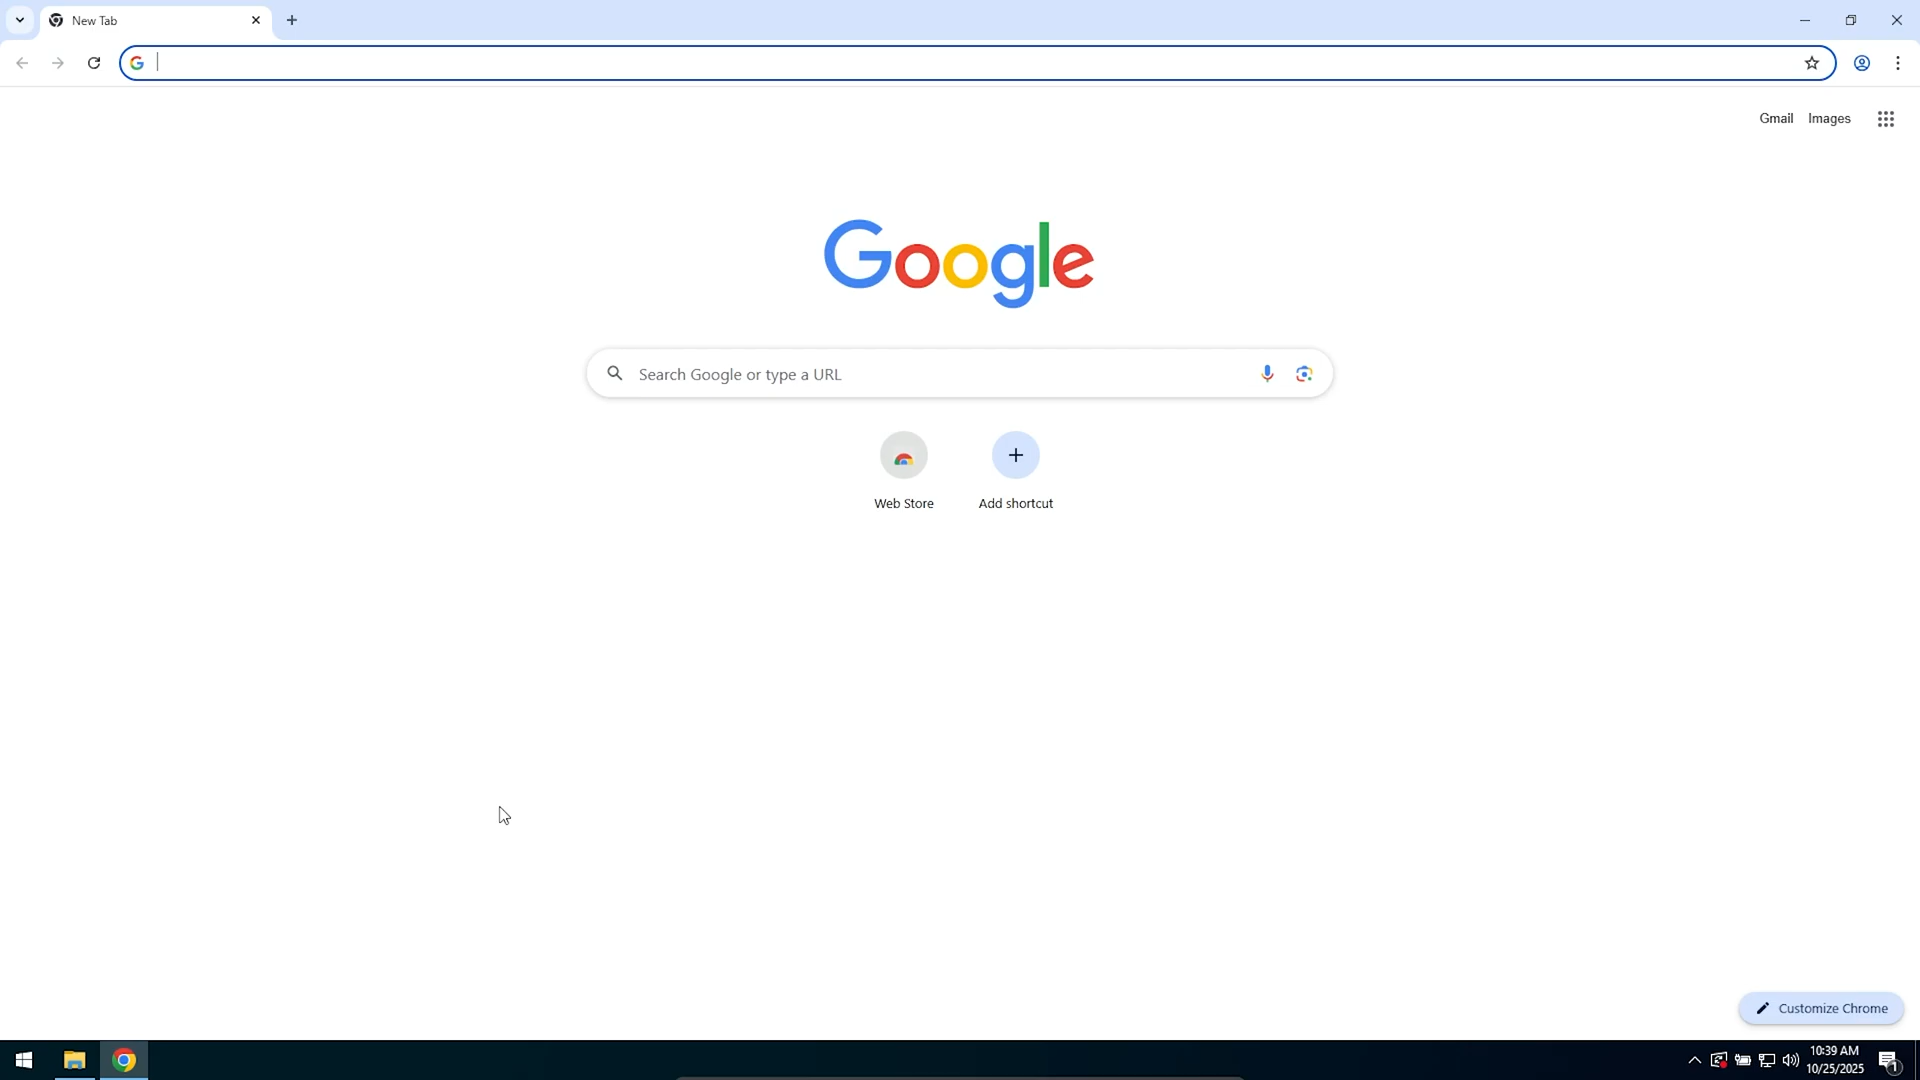 New Tab
Gmail Images
Google
Search Google or type a URL
Web Store Add shortcut
Customize Chrome
10:39 AM
10/25/2025
1